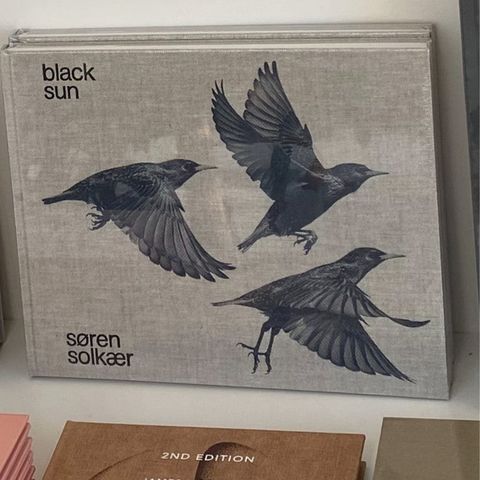 black
sun
søren
solkær
2ND EDITION